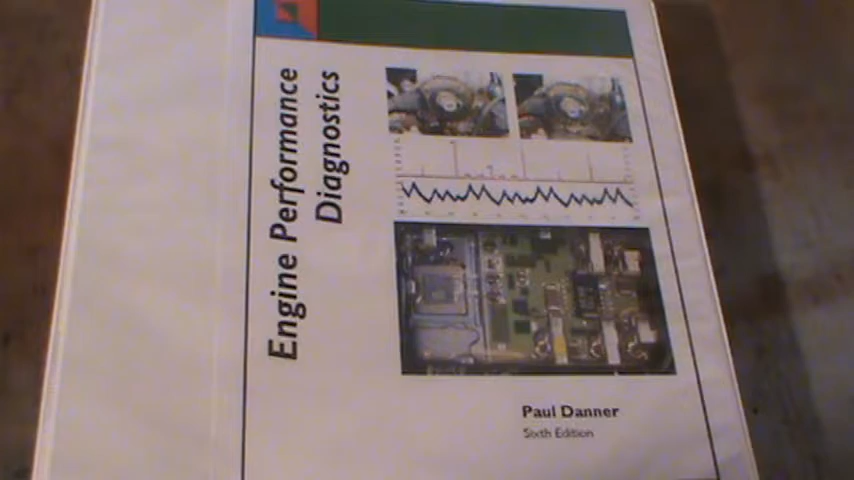 Engine Performance
Diagnostics
Paul Danner
Sixth Edition